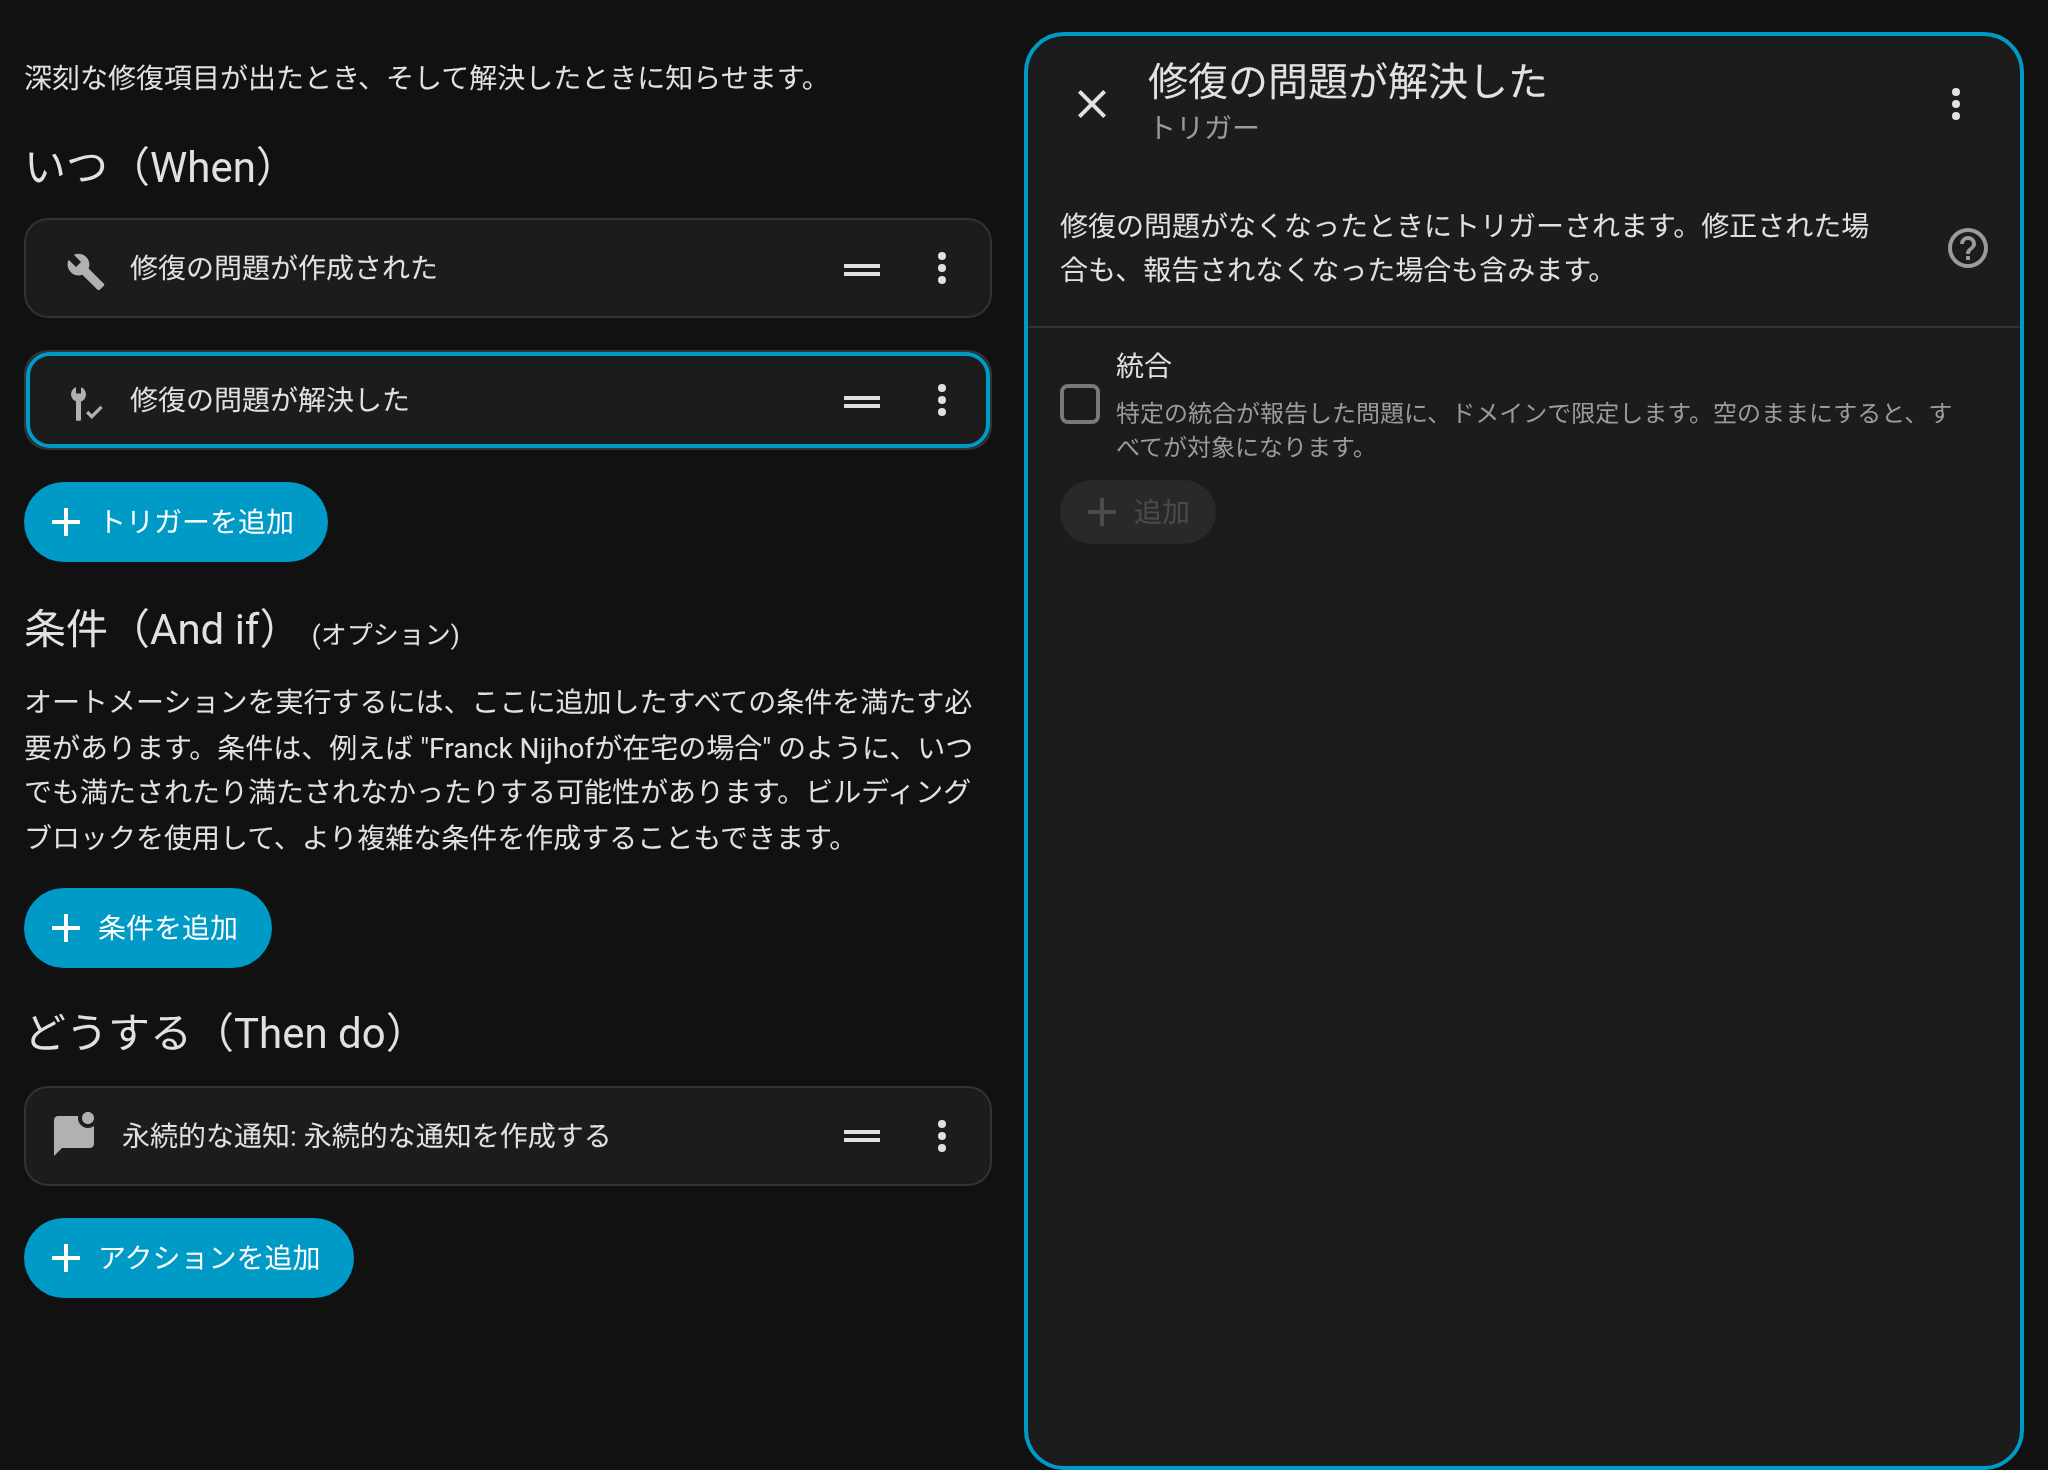 深刻な修復項目が出たとき、そして解決したときに知らせます。
いつ（When）
修復の問題が作成された
修復の問題が解決した
トリガーを追加
条件（And if） (オプション)
オートメーションを実行するには、ここに追加したすべての条件を満たす必
要があります。条件は、例えば "Franck Nijhofが在宅の場合" のように、いつ
でも満たされたり満たされなかったりする可能性があります。ビルディング
ブロックを使用して、より複雑な条件を作成することもできます。
条件を追加
どうする（Then do）
永続的な通知: 永続的な通知を作成する
アクションを追加
修復の問題が解決した
トリガー
修復の問題がなくなったときにトリガーされます。修正された場
合も、報告されなくなった場合も含みます。
統合
特定の統合が報告した問題に、ドメインで限定します。空のままにすると、す
べてが対象になります。
追加